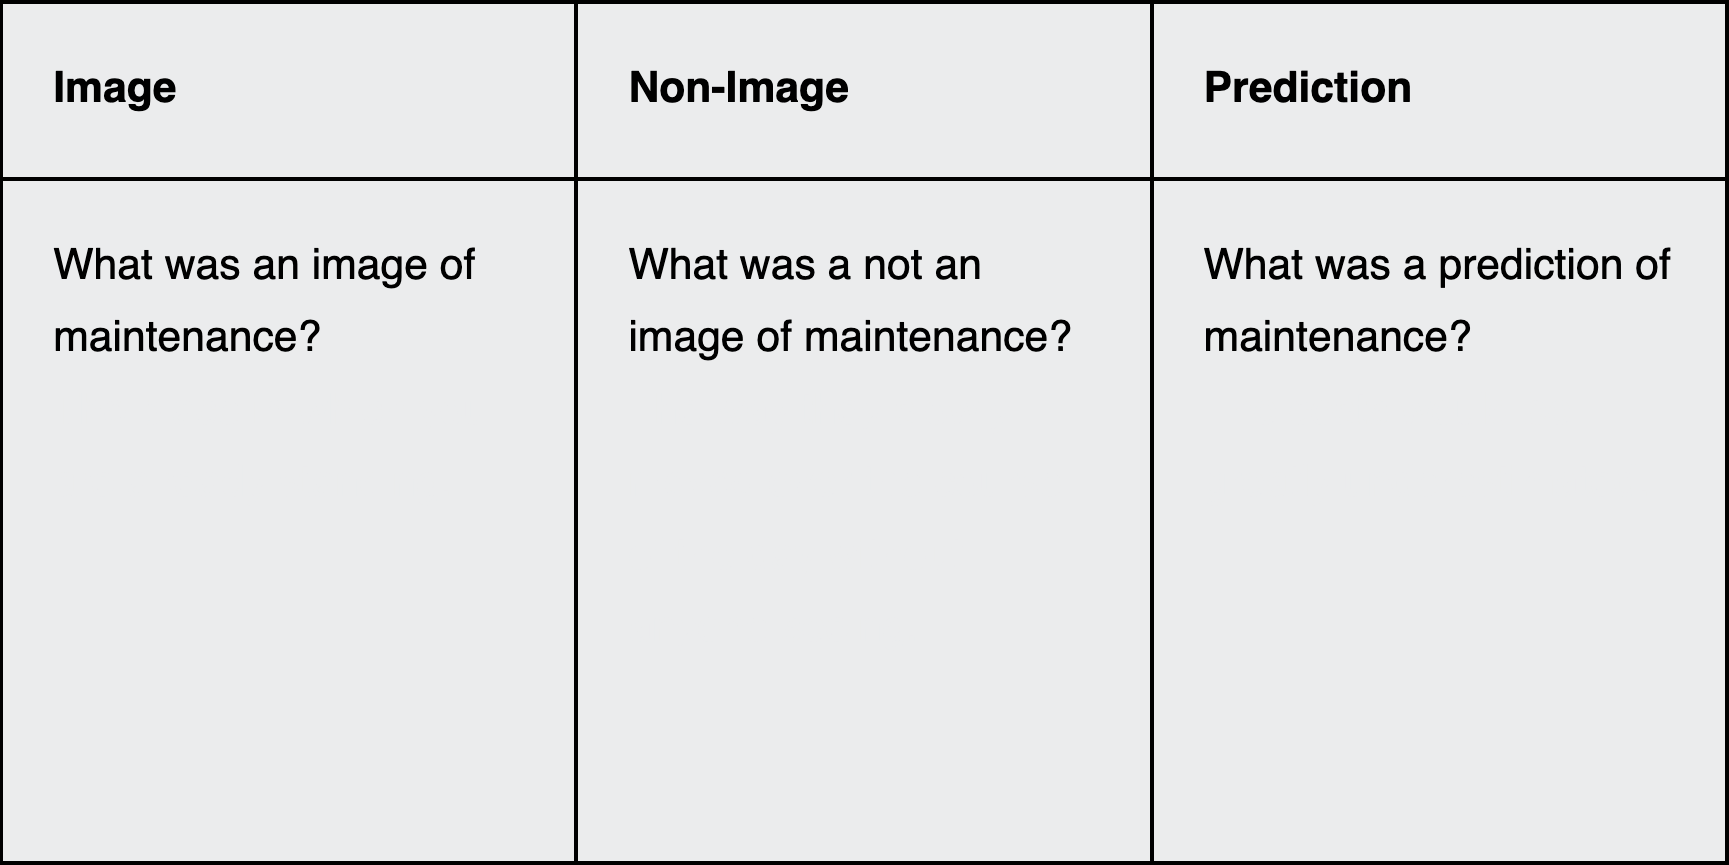 Image
Non-Image
Prediction
What was an image of
maintenance?
What was a not an
image of maintenance?
What was a prediction of
maintenance?